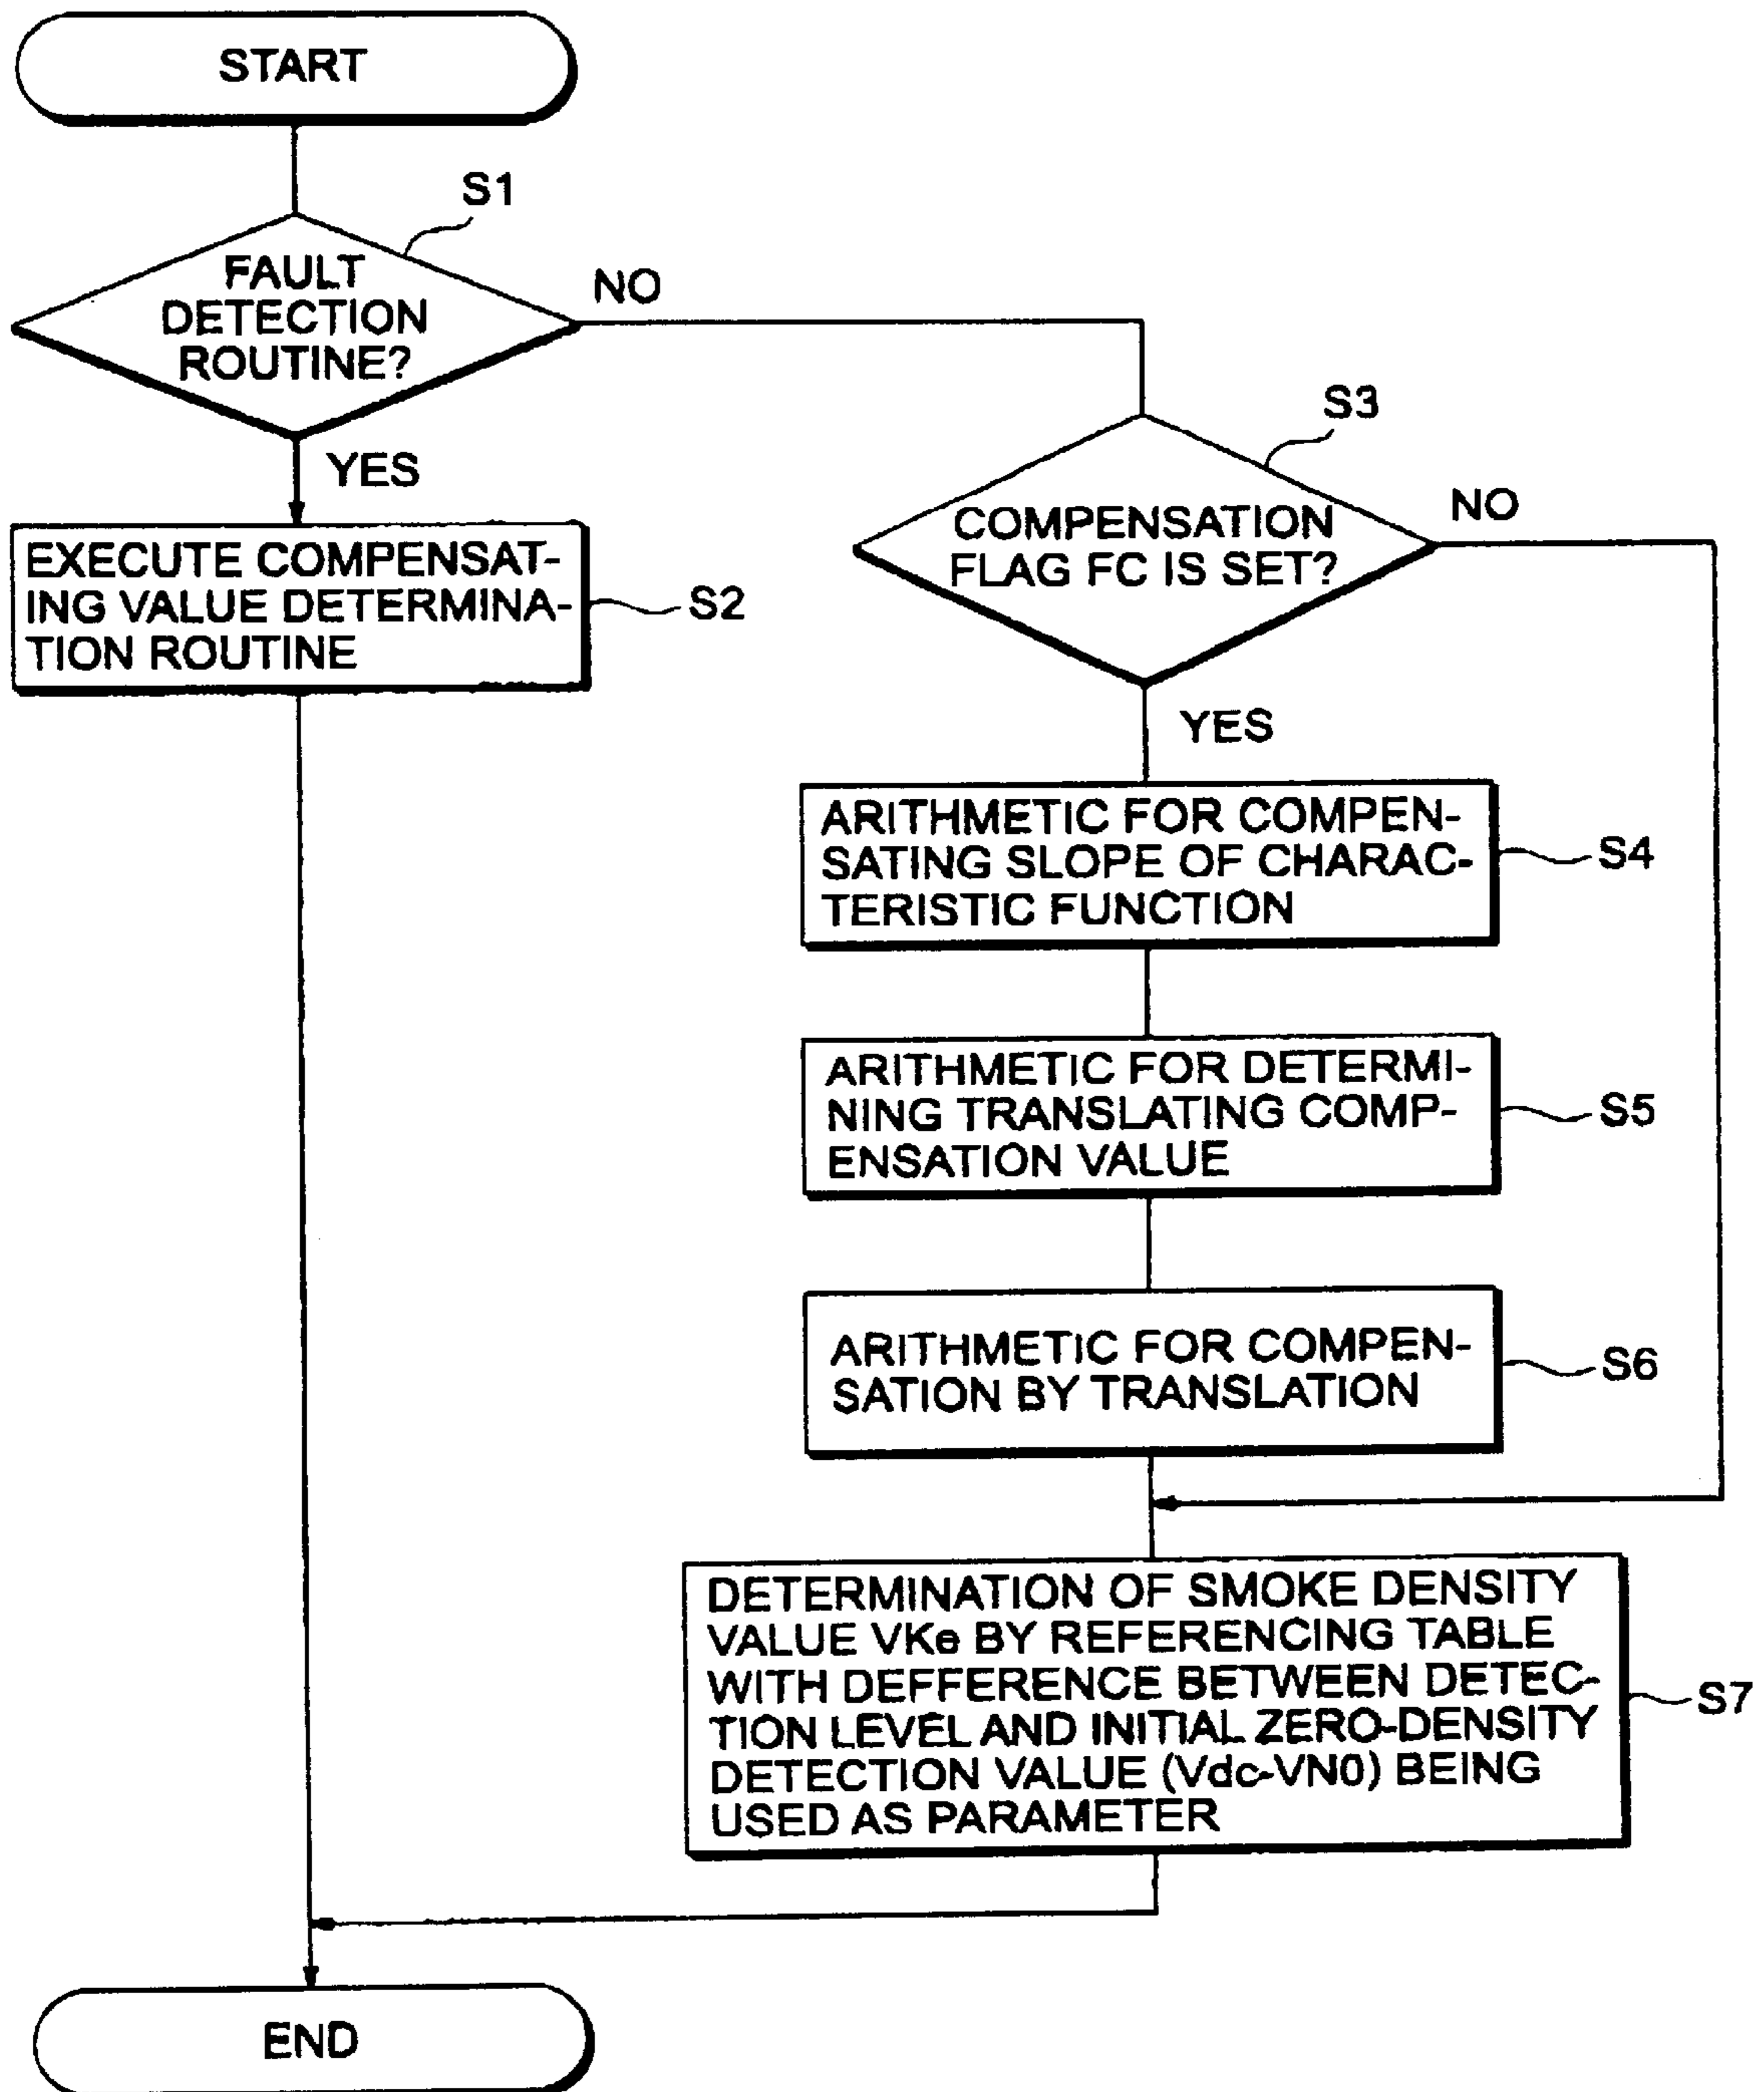 START
S1
FAULT
DETECTION
ROUTINE?
NO
YES
EXECUTE COMPENSAT-
ING VALUE DETERMINA-
TION ROUTINE
S2
S3
COMPENSATION
FLAG FC IS SET?
NO
YES
ARITHMETIC FOR COMPEN-
SATING SLOPE OF CHARAC-
TERISTIC FUNCTION
S4
ARITHMETIC FOR DETERMI-
NING TRANSLATING COMP-
ENSATION VALUE
S5
ARITHMETIC FOR COMPEN-
SATION BY TRANSLATION
S6
DETERMINATION OF SMOKE DENSITY
VALUE VKe BY REFERENCING TABLE
WITH DEFFERENCE BETWEEN DETEC-
TION LEVEL AND INITIAL ZERO-DENSITY
DETECTION VALUE (Vdc-VN0) BEING
USED AS PARAMETER
S7
END